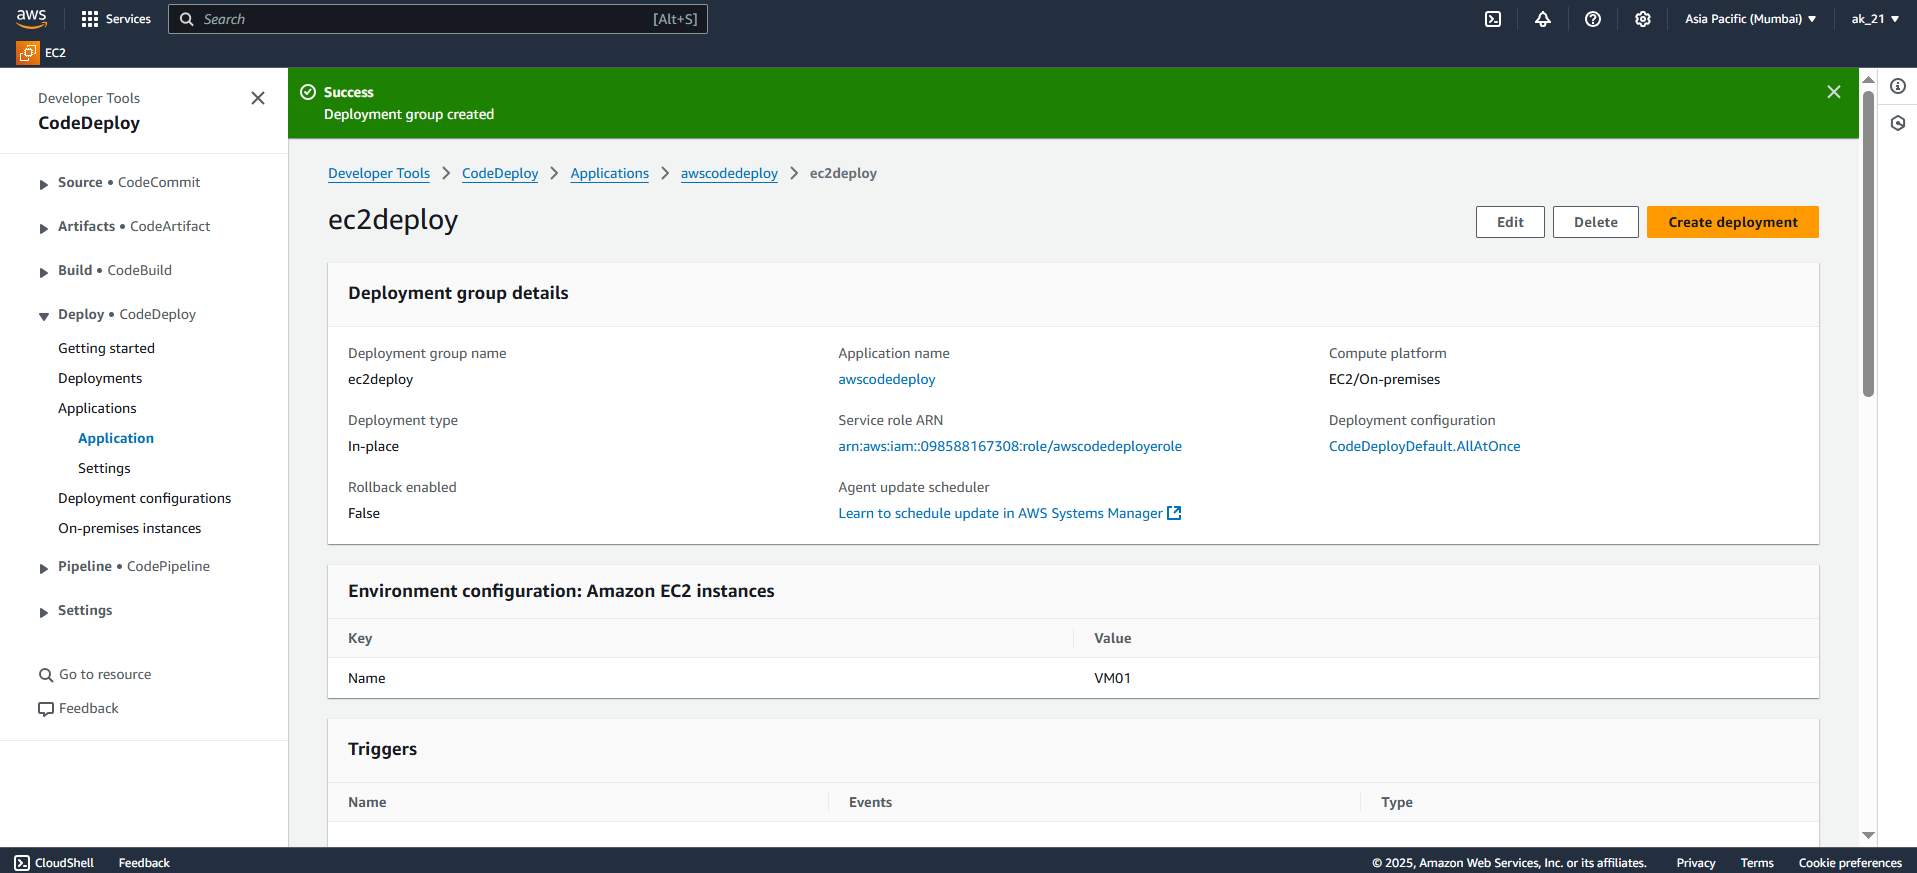 aws
Services
Search [Alt+S]
Asia Pacific (Mumbai)
ak_21
EC2
Developer Tools
CodeDeploy
Source • CodeCommit
Artifacts • CodeArtifact
Build • CodeBuild
Deploy • CodeDeploy
Getting started
Deployments
Applications
Application
Settings
Deployment configurations
On-premises instances
Pipeline • CodePipeline
Settings
Go to resource
Feedback
Success
Deployment group created
Developer Tools > CodeDeploy > Applications > awscodedeploy > ec2deploy
ec2deploy
Edit Delete Create deployment
Deployment group details
Deployment group name
ec2deploy
Application name
awscodedeploy
Compute platform
EC2/On-premises
Deployment type
In-place
Service role ARN
arn:aws:iam::098588167308:role/awscodedeployerole
Deployment configuration
CodeDeployDefault.AllAtOnce
Rollback enabled
False
Agent update scheduler
Learn to schedule update in AWS Systems Manager
Environment configuration: Amazon EC2 instances
Key Value
Name VM01
Triggers
Name Events Type
CloudShell Feedback
© 2025, Amazon Web Services, Inc. or its affiliates. Privacy Terms Cookie preferences